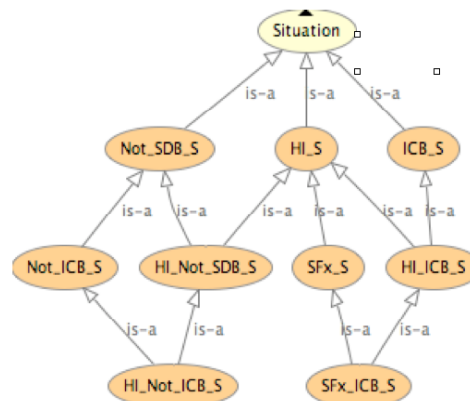 Situation
is-a s-a is-a
Not_SDB_S HI_S ICB_S
is-a is-a is-a is-a is-a is-a
Not_ICB_S HI_Not_SDB_S SFx_S HI_ICB_S
is-a is-a is-a is-a
HI_Not_ICB_S SFx_ICB_S